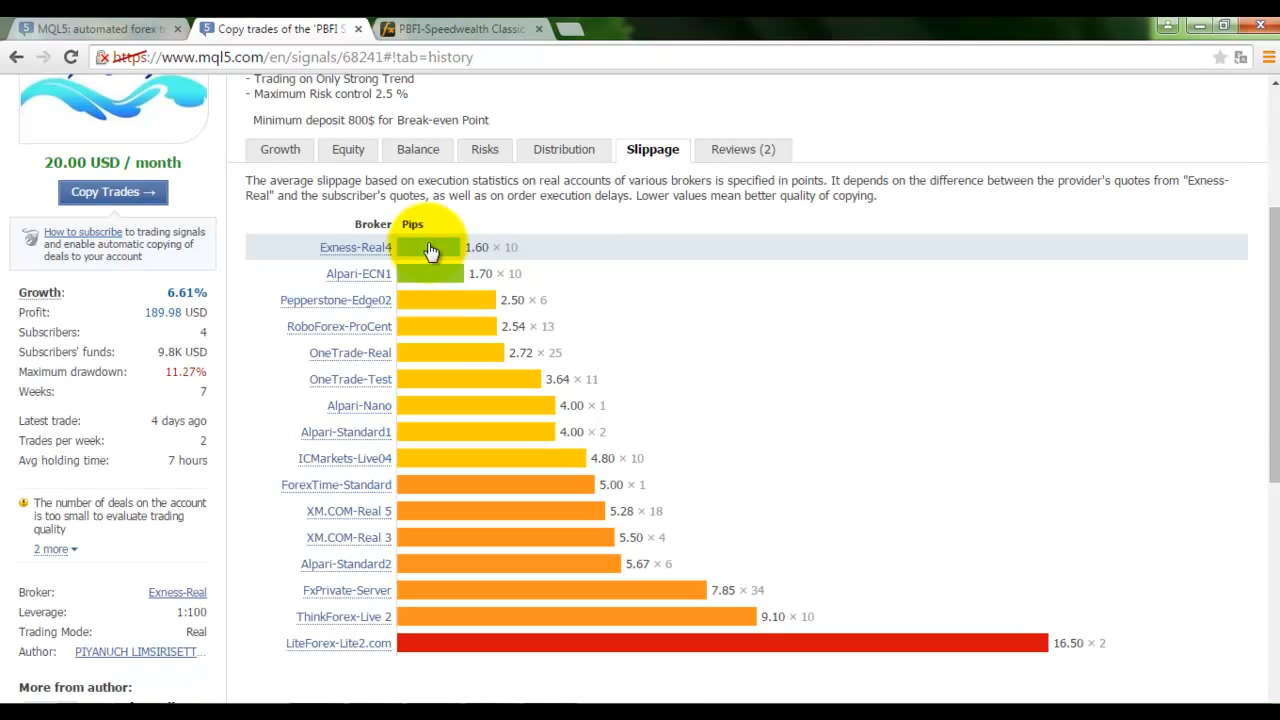 MQL5: automated forex t
Copy trades of the 'PBFI S
PBFI-Speedwealth Classic
https://www.mql5.com/en/signals/68241#!tab=history
- Trading on Only Strong Trend
- Maximum Risk control 2.5 %
Minimum deposit 800$ for Break-even Point
20.00 USD / month
Copy Trades →
How to subscribe to trading signals
and enable automatic copying of
deals to your account
Growth: 6.61%
Profit: 189.98 USD
Subscribers: 4
Subscribers' funds: 9.8K USD
Maximum drawdown: 11.27%
Weeks: 7
Latest trade: 4 days ago
Trades per week: 2
Avg holding time: 7 hours
The number of deals on the account
is too small to evaluate trading
quality
2 more
Broker: Exness-Real
Leverage: 1:100
Trading Mode: Real
Author: PIYANUCH LIMSIRISETT...
More from author:
Growth Equity Balance Risks Distribution Slippage Reviews (2)
The average slippage based on execution statistics on real accounts of various brokers is specified in points. It depends on the difference between the provider's quotes from "Exness-
Real" and the subscriber's quotes, as well as on order execution delays. Lower values mean better quality of copying.
Broker Pips
Exness-Real4 1.60 × 10
Alpari-ECN1 1.70 × 10
Pepperstone-Edge02 2.50 × 6
RoboForex-ProCent 2.54 × 13
OneTrade-Real 2.72 × 25
OneTrade-Test 3.64 × 11
Alpari-Nano 4.00 × 1
Alpari-Standard1 4.00 × 2
ICMarkets-Live04 4.80 × 10
ForexTime-Standard 5.00 × 1
XM.COM-Real 5 5.28 × 18
XM.COM-Real 3 5.50 × 4
Alpari-Standard2 5.67 × 6
FxPrivate-Server 7.85 × 34
ThinkForex-Live 2 9.10 × 10
LiteForex-Lite2.com 16.50 × 2